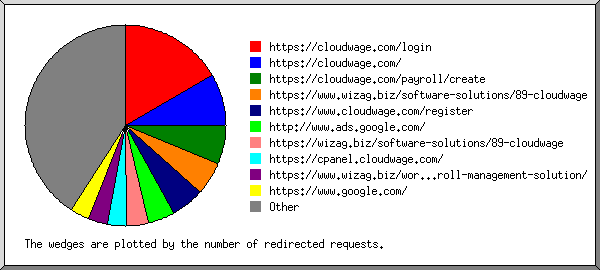 https://cloudwage.com/login
https://cloudwage.com/
https://cloudwage.com/payroll/create
https://www.wizag.biz/software-solutions/89-cloudwage
https://www.cloudwage.com/register
http://www.ads.google.com/
https://wizag.biz/software-solutions/89-cloudwage
https://cpanel.cloudwage.com/
https://www.wizag.biz/wor...roll-management-solution/
https://www.google.com/
Other
The wedges are plotted by the number of redirected requests.